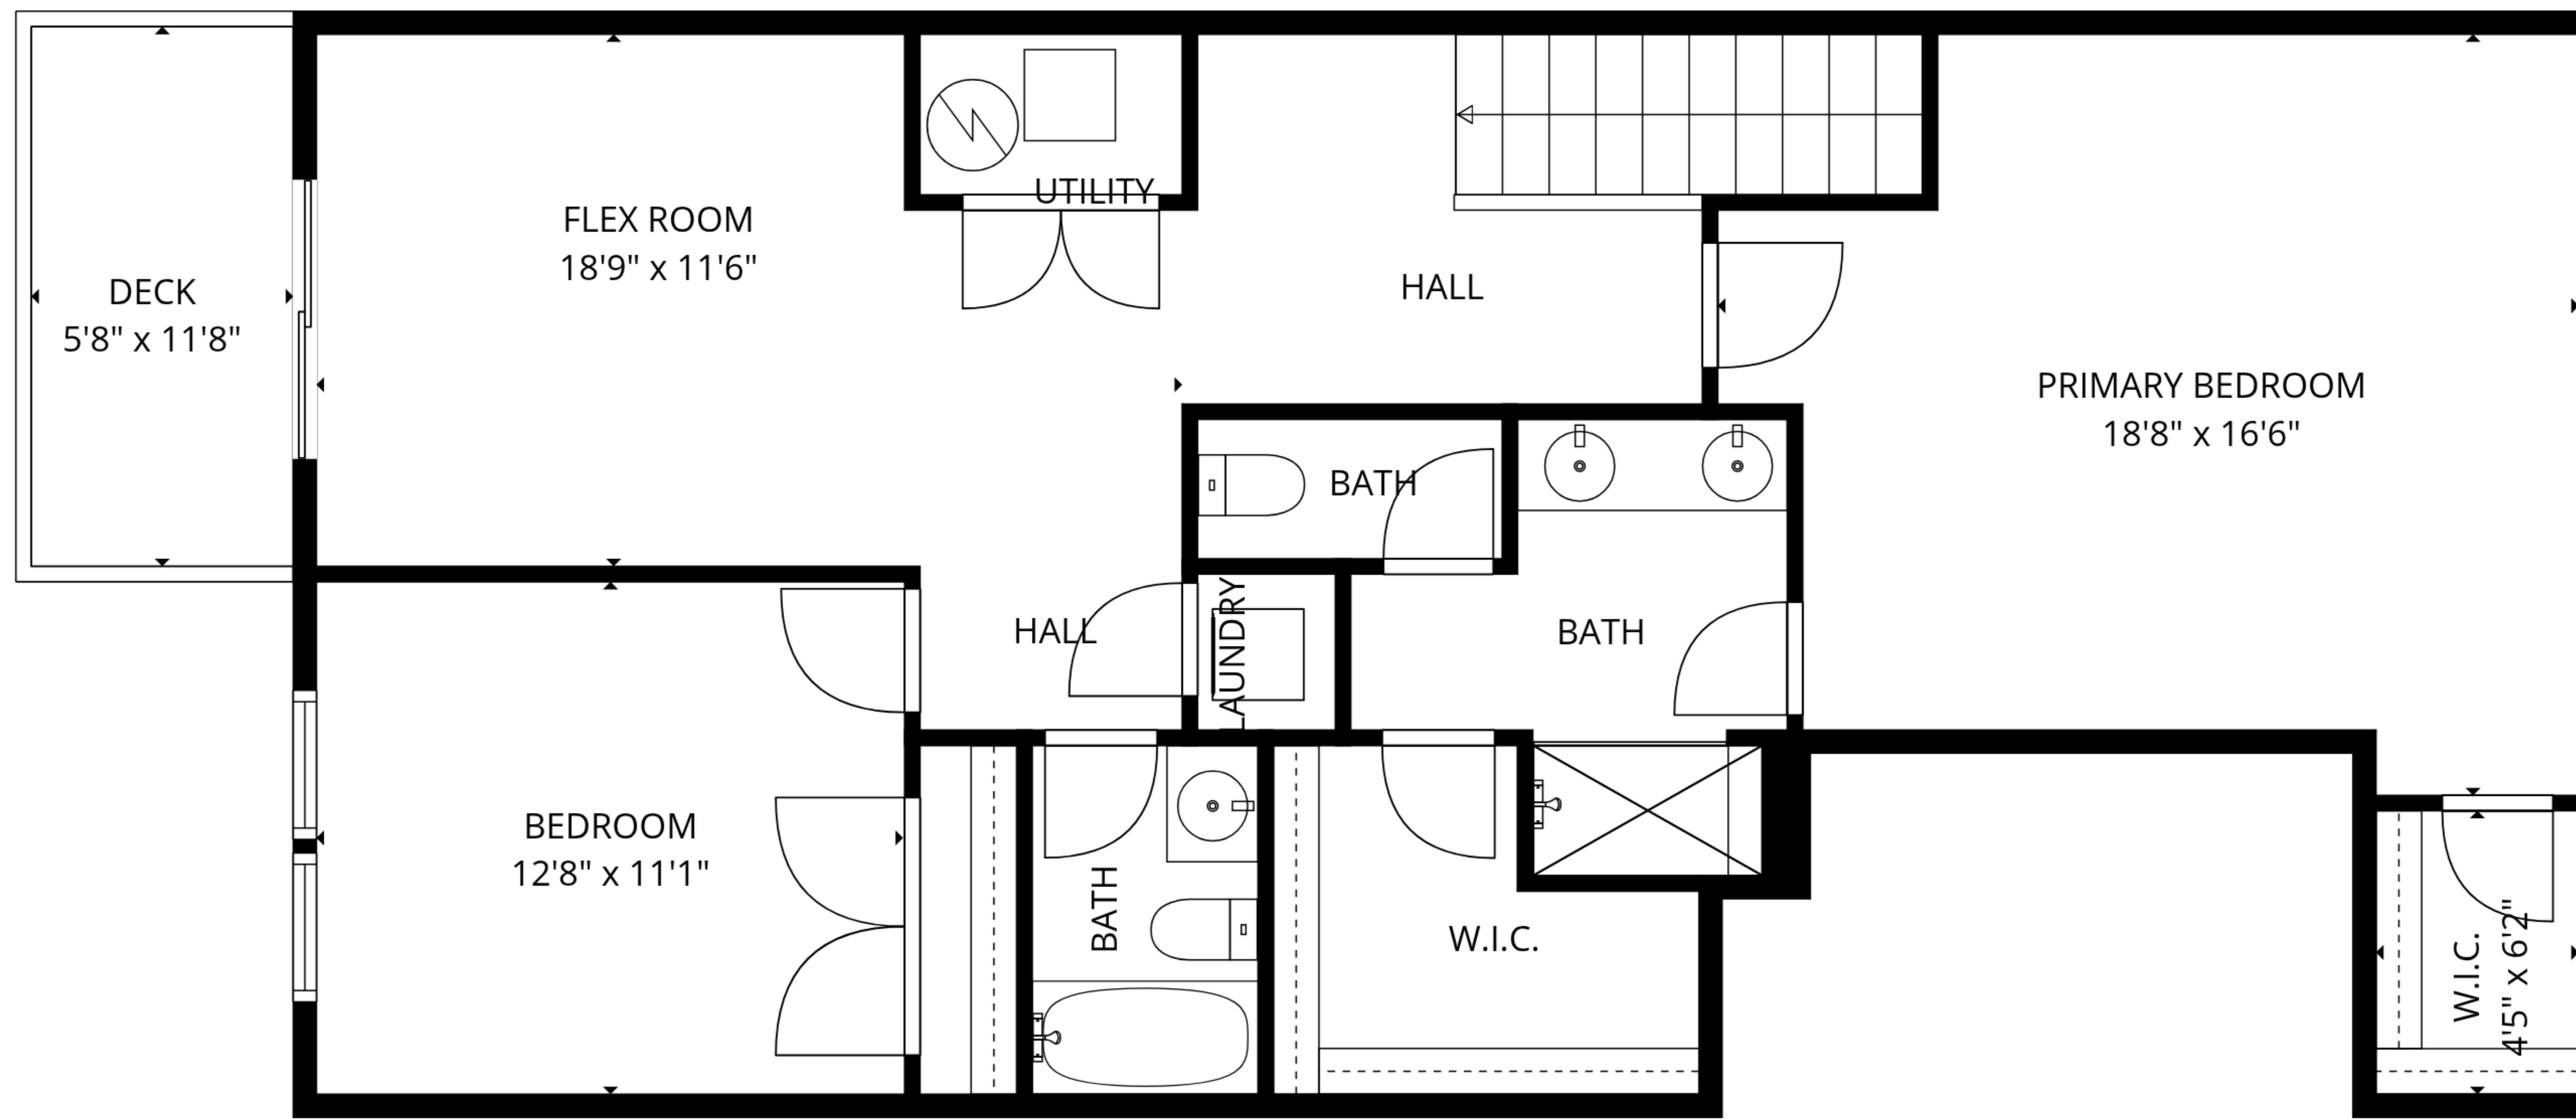 UTILITY
FLEX ROOM
18'9" x 11'6"
DECK
5'8" x 11'8"
HALL
PRIMARY BEDROOM
18'8" x 16'6"
BATH
HALL
LAUNDRY
BATH
BEDROOM
12'8" x 11'1"
BATH
W.I.C.
W.I.C.
4'5" x 6'2"